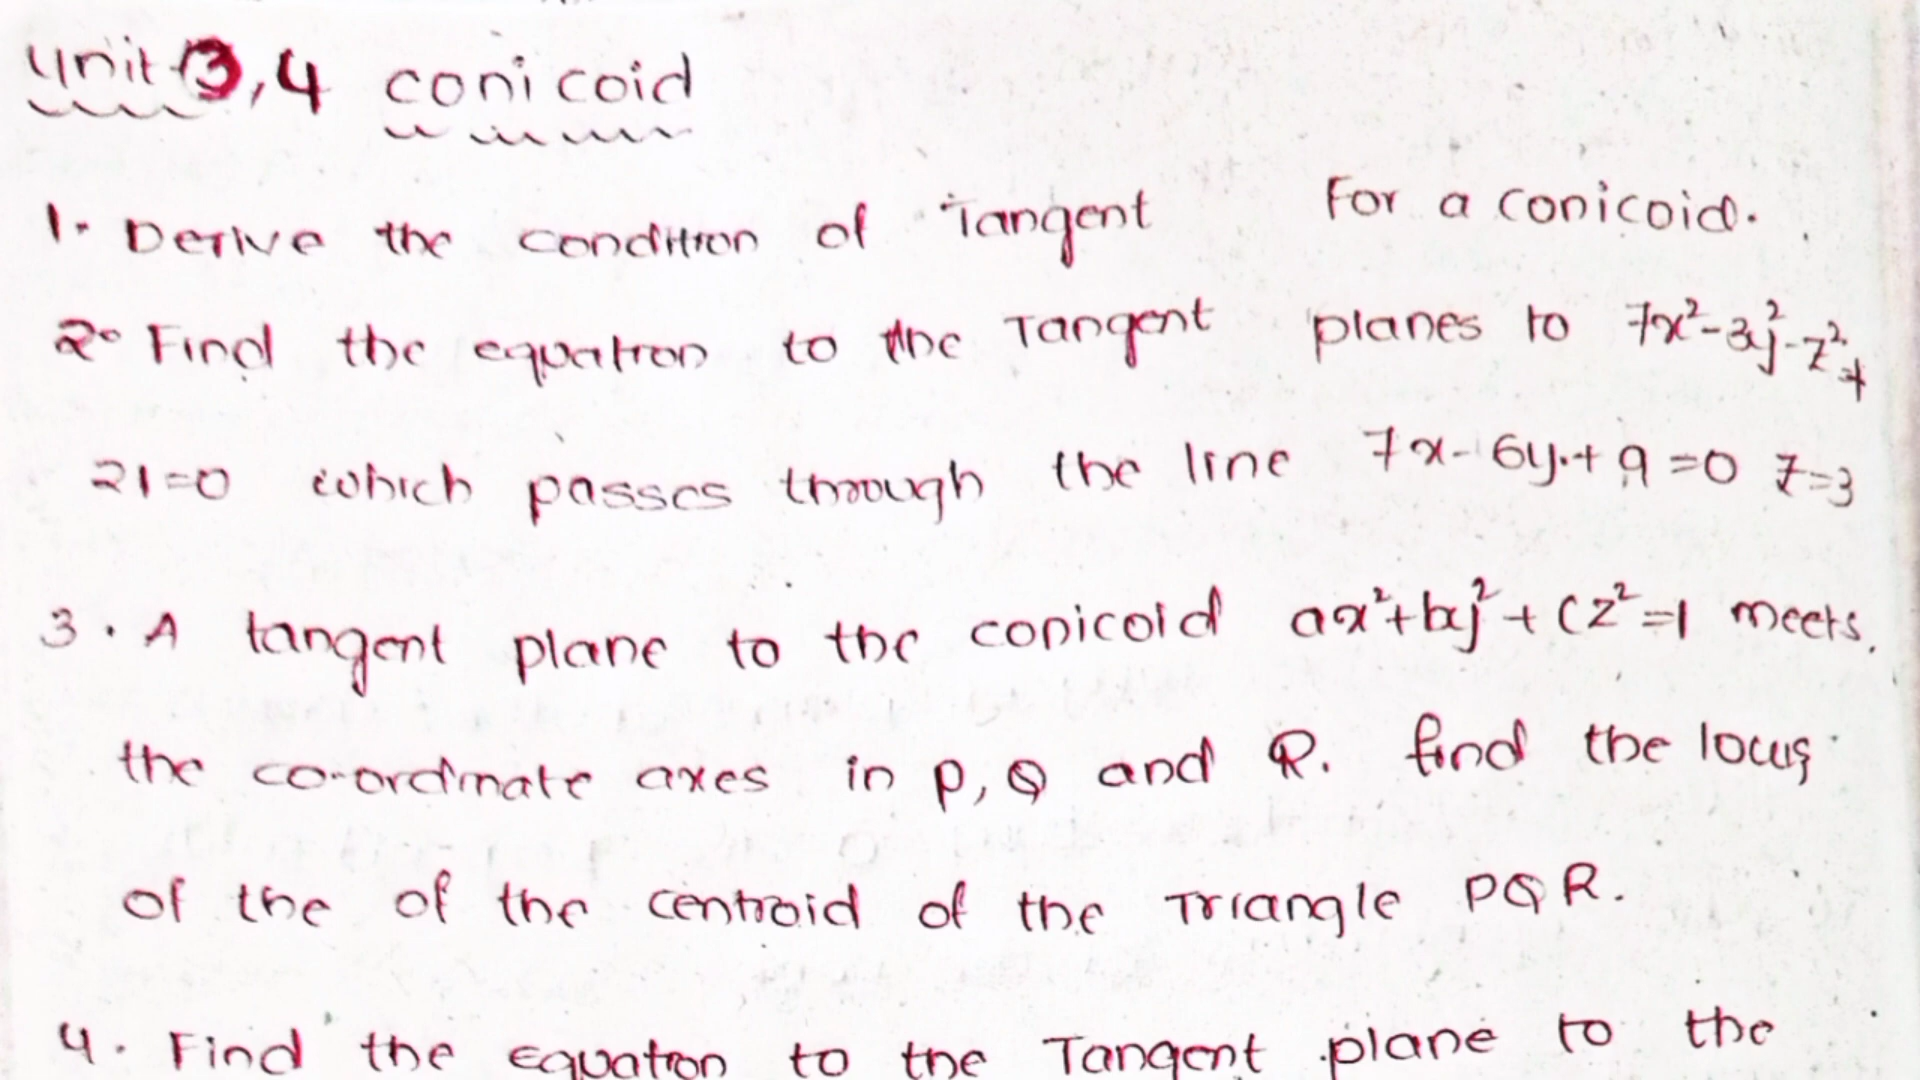 Unit-3,4 conicoid
1. Derive the condition of Tangent For a conicoid.
2. Find the equation to the Tangent planes to 7x²-3y²-z²+
21=0 which passes through the line 7x-6y+9=0 z=3
3. A tangent plane to the conicoid ax²+by²+cz²=1 meets
the co-ordinate axes in P, Q and R. find the locus
of the of the centroid of the Triangle PQR.
4. Find the Equation to the Tangent plane to the